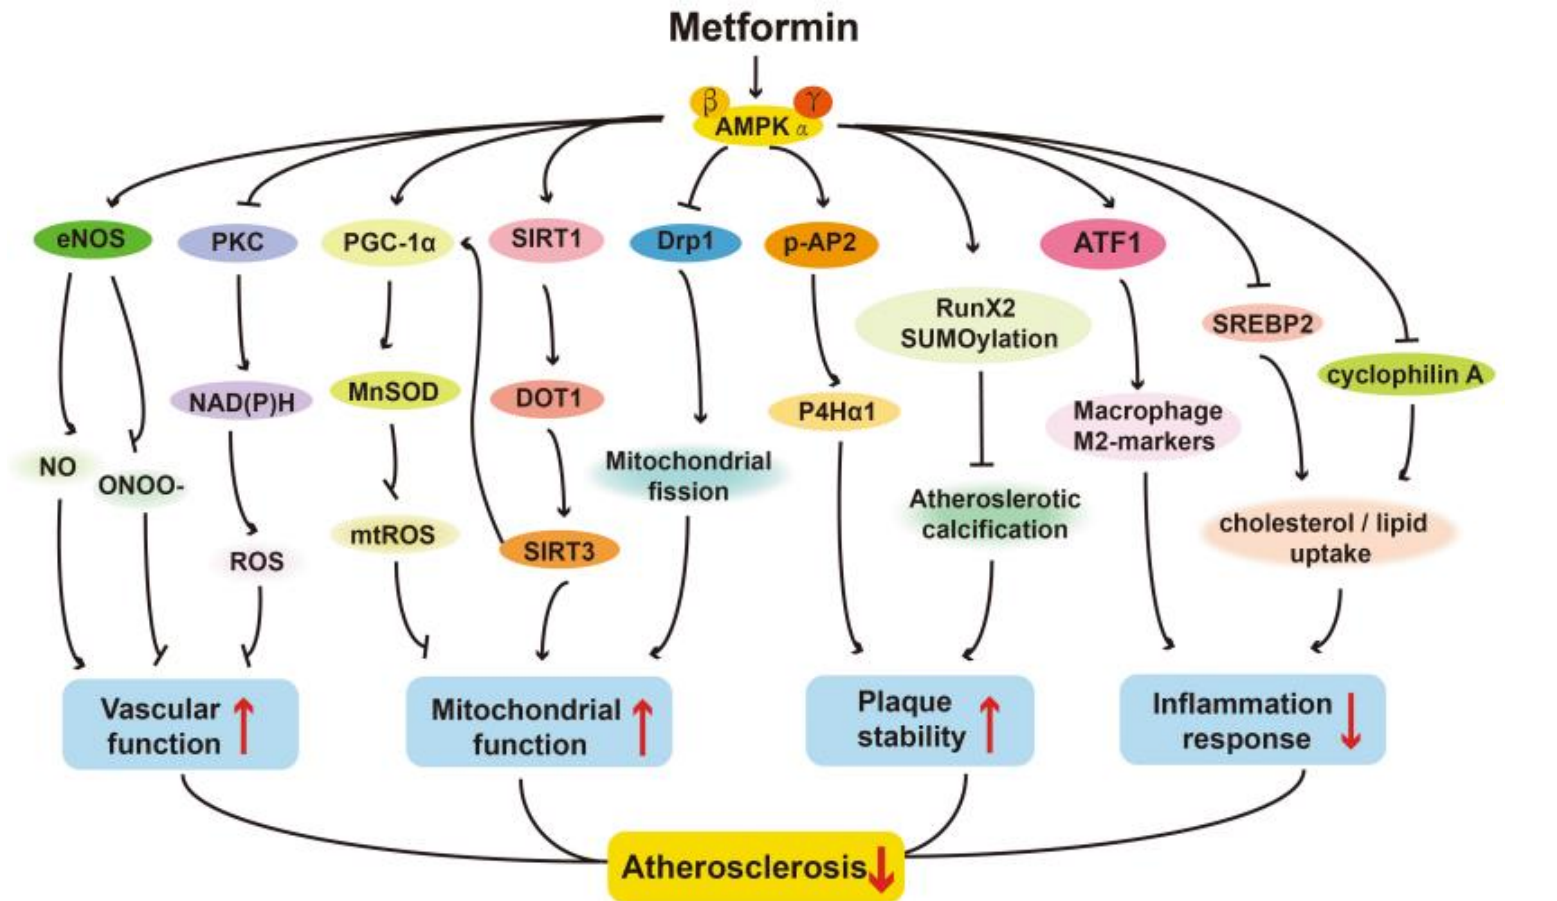 Metformin
β
γ
AMPK α
eNOS
PKC
PGC-1α
SIRT1
Drp1
p-AP2
ATF1
RunX2
SUMOylation
SREBP2
cyclophilin A
NAD(P)H
MnSOD
DOT1
P4Hα1
Macrophage
M2-markers
NO
ONOO-
Mitochondrial
fission
Atheroslerotic
calcification
cholesterol / lipid
uptake
ROS
mtROS
SIRT3
Vascular
function
Mitochondrial
function
Plaque
stability
Inflammation
response
Atherosclerosis